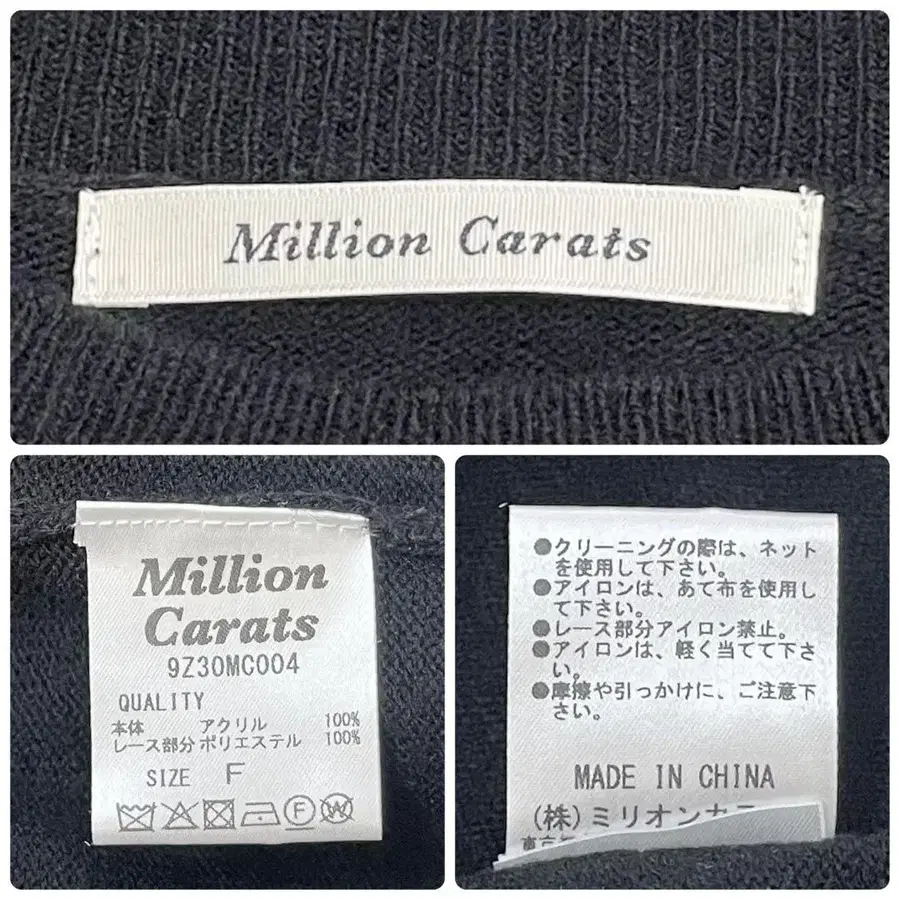 Million Carats
Million
Carats
9Z30MC004
QUALITY
本体 アクリル 100%
レース部分 ポリエステル 100%
SIZE F
●クリーニングの際は、ネット
を使用して下さい。
●アイロンは、あて布を使用し
て下さい。
●レース部分アイロン禁止。
●アイロンは、軽く当てて下さ
い。
●摩擦や引っかけに、ご注意下
さい。
MADE IN CHINA
(株)ミリオンカラ
東京